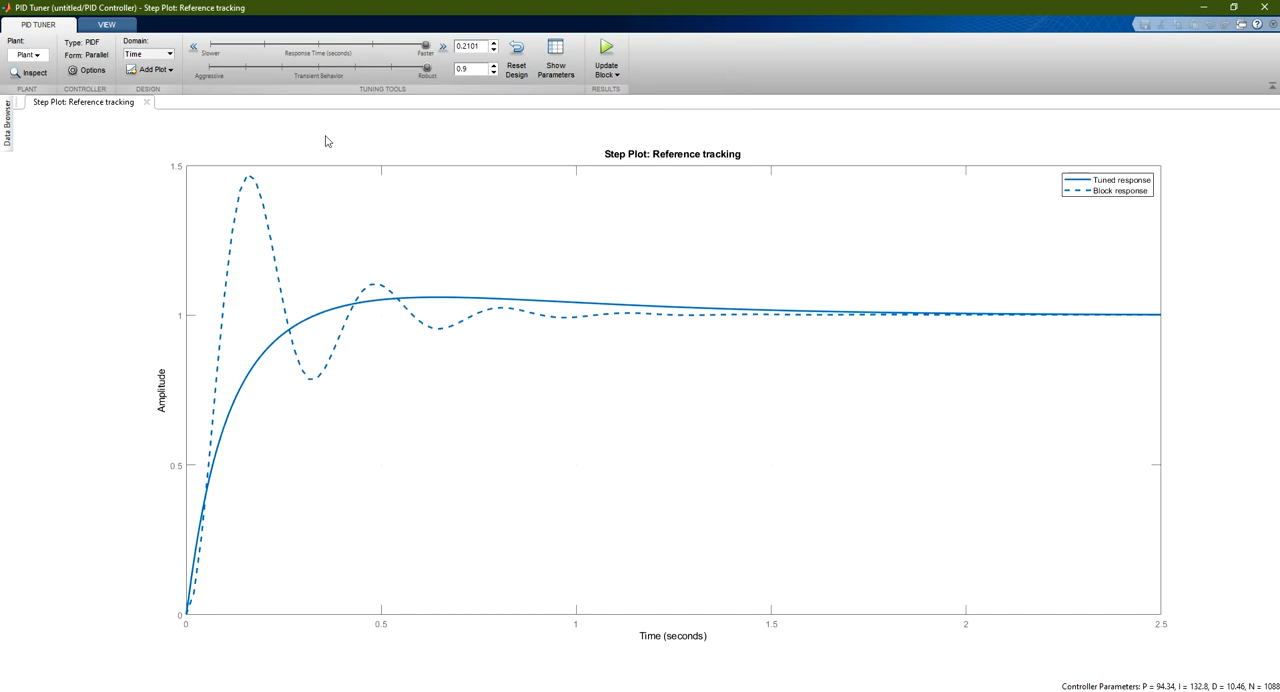 PID Tuner (untitled/PID Controller) - Step Plot: Reference tracking
PID TUNER
VIEW
Plant:
Plant
Inspect
PLANT
Type: PIDF
Form: Parallel
Options
CONTROLLER
Domain:
Time
Add Plot
DESIGN
Slower
Response Time (seconds)
Faster
0.2101
Aggressive
Transient Behavior
Robust
0.9
Reset
Design
Show
Parameters
TUNING TOOLS
Update
Block
RESULTS
Data Browser
Step Plot: Reference tracking
Step Plot: Reference tracking
Tuned response
Block response
1.5
1
0.5
0
Amplitude
0
0.5
1
1.5
2
2.5
Time (seconds)
Controller Parameters: P = 94.34, I = 132.8, D = 10.46, N = 1088